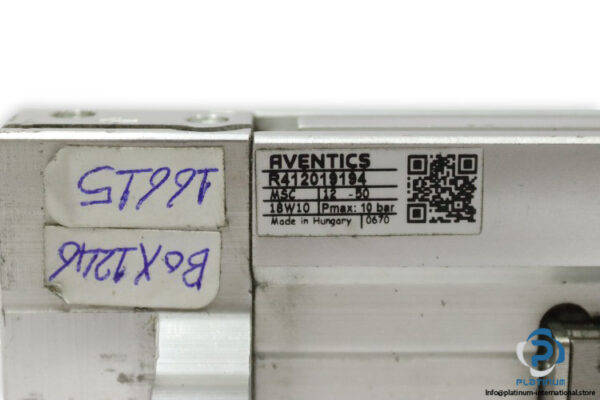 AVENTICS
R412019194
MSC 12 -50
18W10 Pmax: 10 bar
Made in Hungary 0670
16615
BOX1246
PLATINUM
info@platinum-international.store